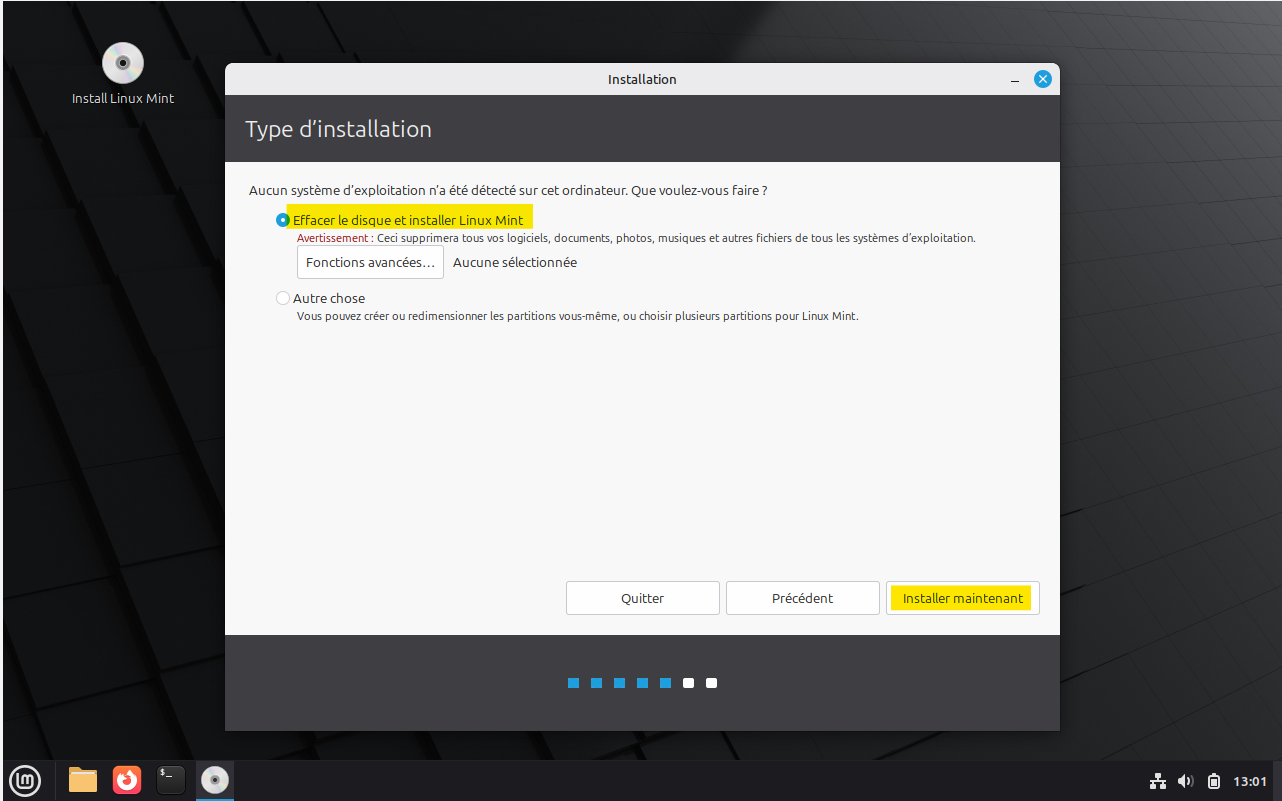 Install Linux Mint
Installation
Type d’installation
Aucun système d’exploitation n’a été détecté sur cet ordinateur. Que voulez-vous faire ?
Effacer le disque et installer Linux Mint
Avertissement : Ceci supprimera tous vos logiciels, documents, photos, musiques et autres fichiers de tous les systèmes d’exploitation.
Fonctions avancées… Aucune sélectionnée
Autre chose
Vous pouvez créer ou redimensionner les partitions vous-même, ou choisir plusieurs partitions pour Linux Mint.
Quitter Précédent Installer maintenant
$_ 13:01